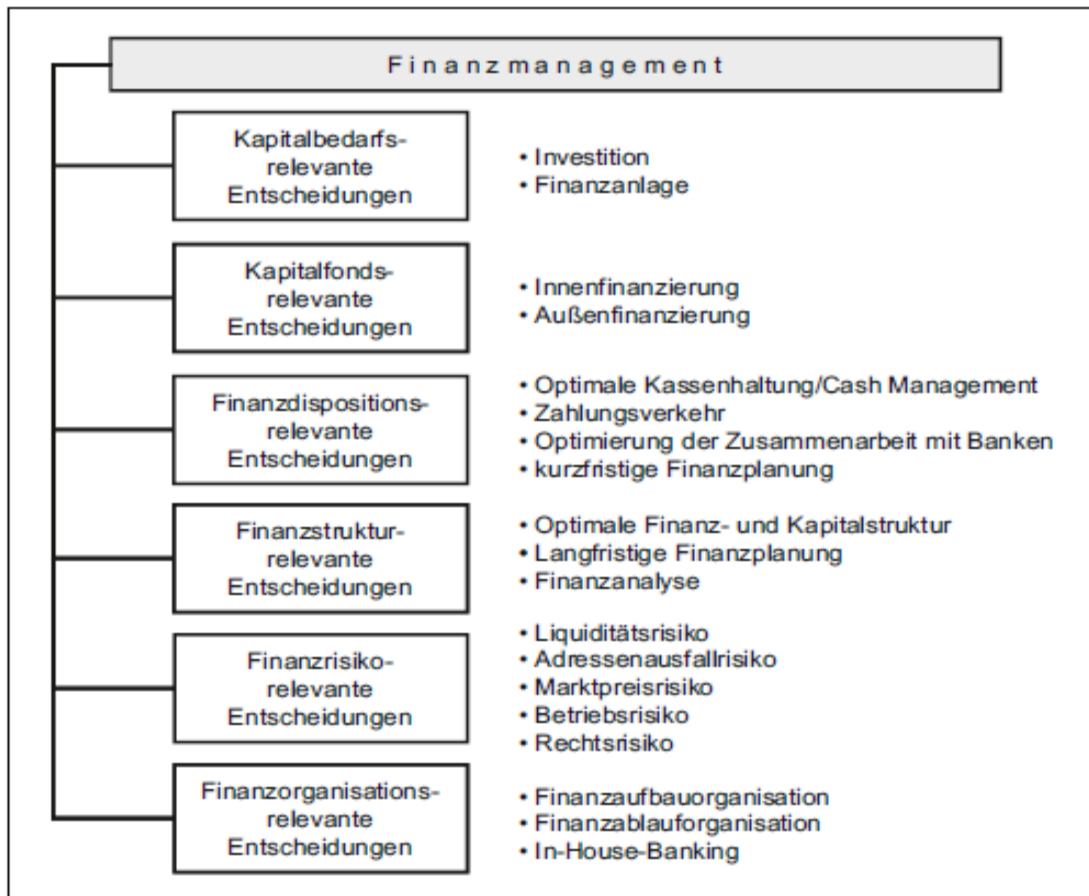 Finanzmanagement
Kapitalbedarfs-
relevante
Entscheidungen
• Investition
• Finanzanlage
Kapitalfonds-
relevante
Entscheidungen
• Innenfinanzierung
• Außenfinanzierung
Finanzdispositions-
relevante
Entscheidungen
• Optimale Kassenhaltung/Cash Management
• Zahlungsverkehr
• Optimierung der Zusammenarbeit mit Banken
• kurzfristige Finanzplanung
Finanzstruktur-
relevante
Entscheidungen
• Optimale Finanz- und Kapitalstruktur
• Langfristige Finanzplanung
• Finanzanalyse
Finanzrisiko-
relevante
Entscheidungen
• Liquiditätsrisiko
• Adressenausfallrisiko
• Marktpreisrisiko
• Betriebsrisiko
• Rechtsrisiko
Finanzorganisations-
relevante
Entscheidungen
• Finanzaufbauorganisation
• Finanzablauforganisation
• In-House-Banking